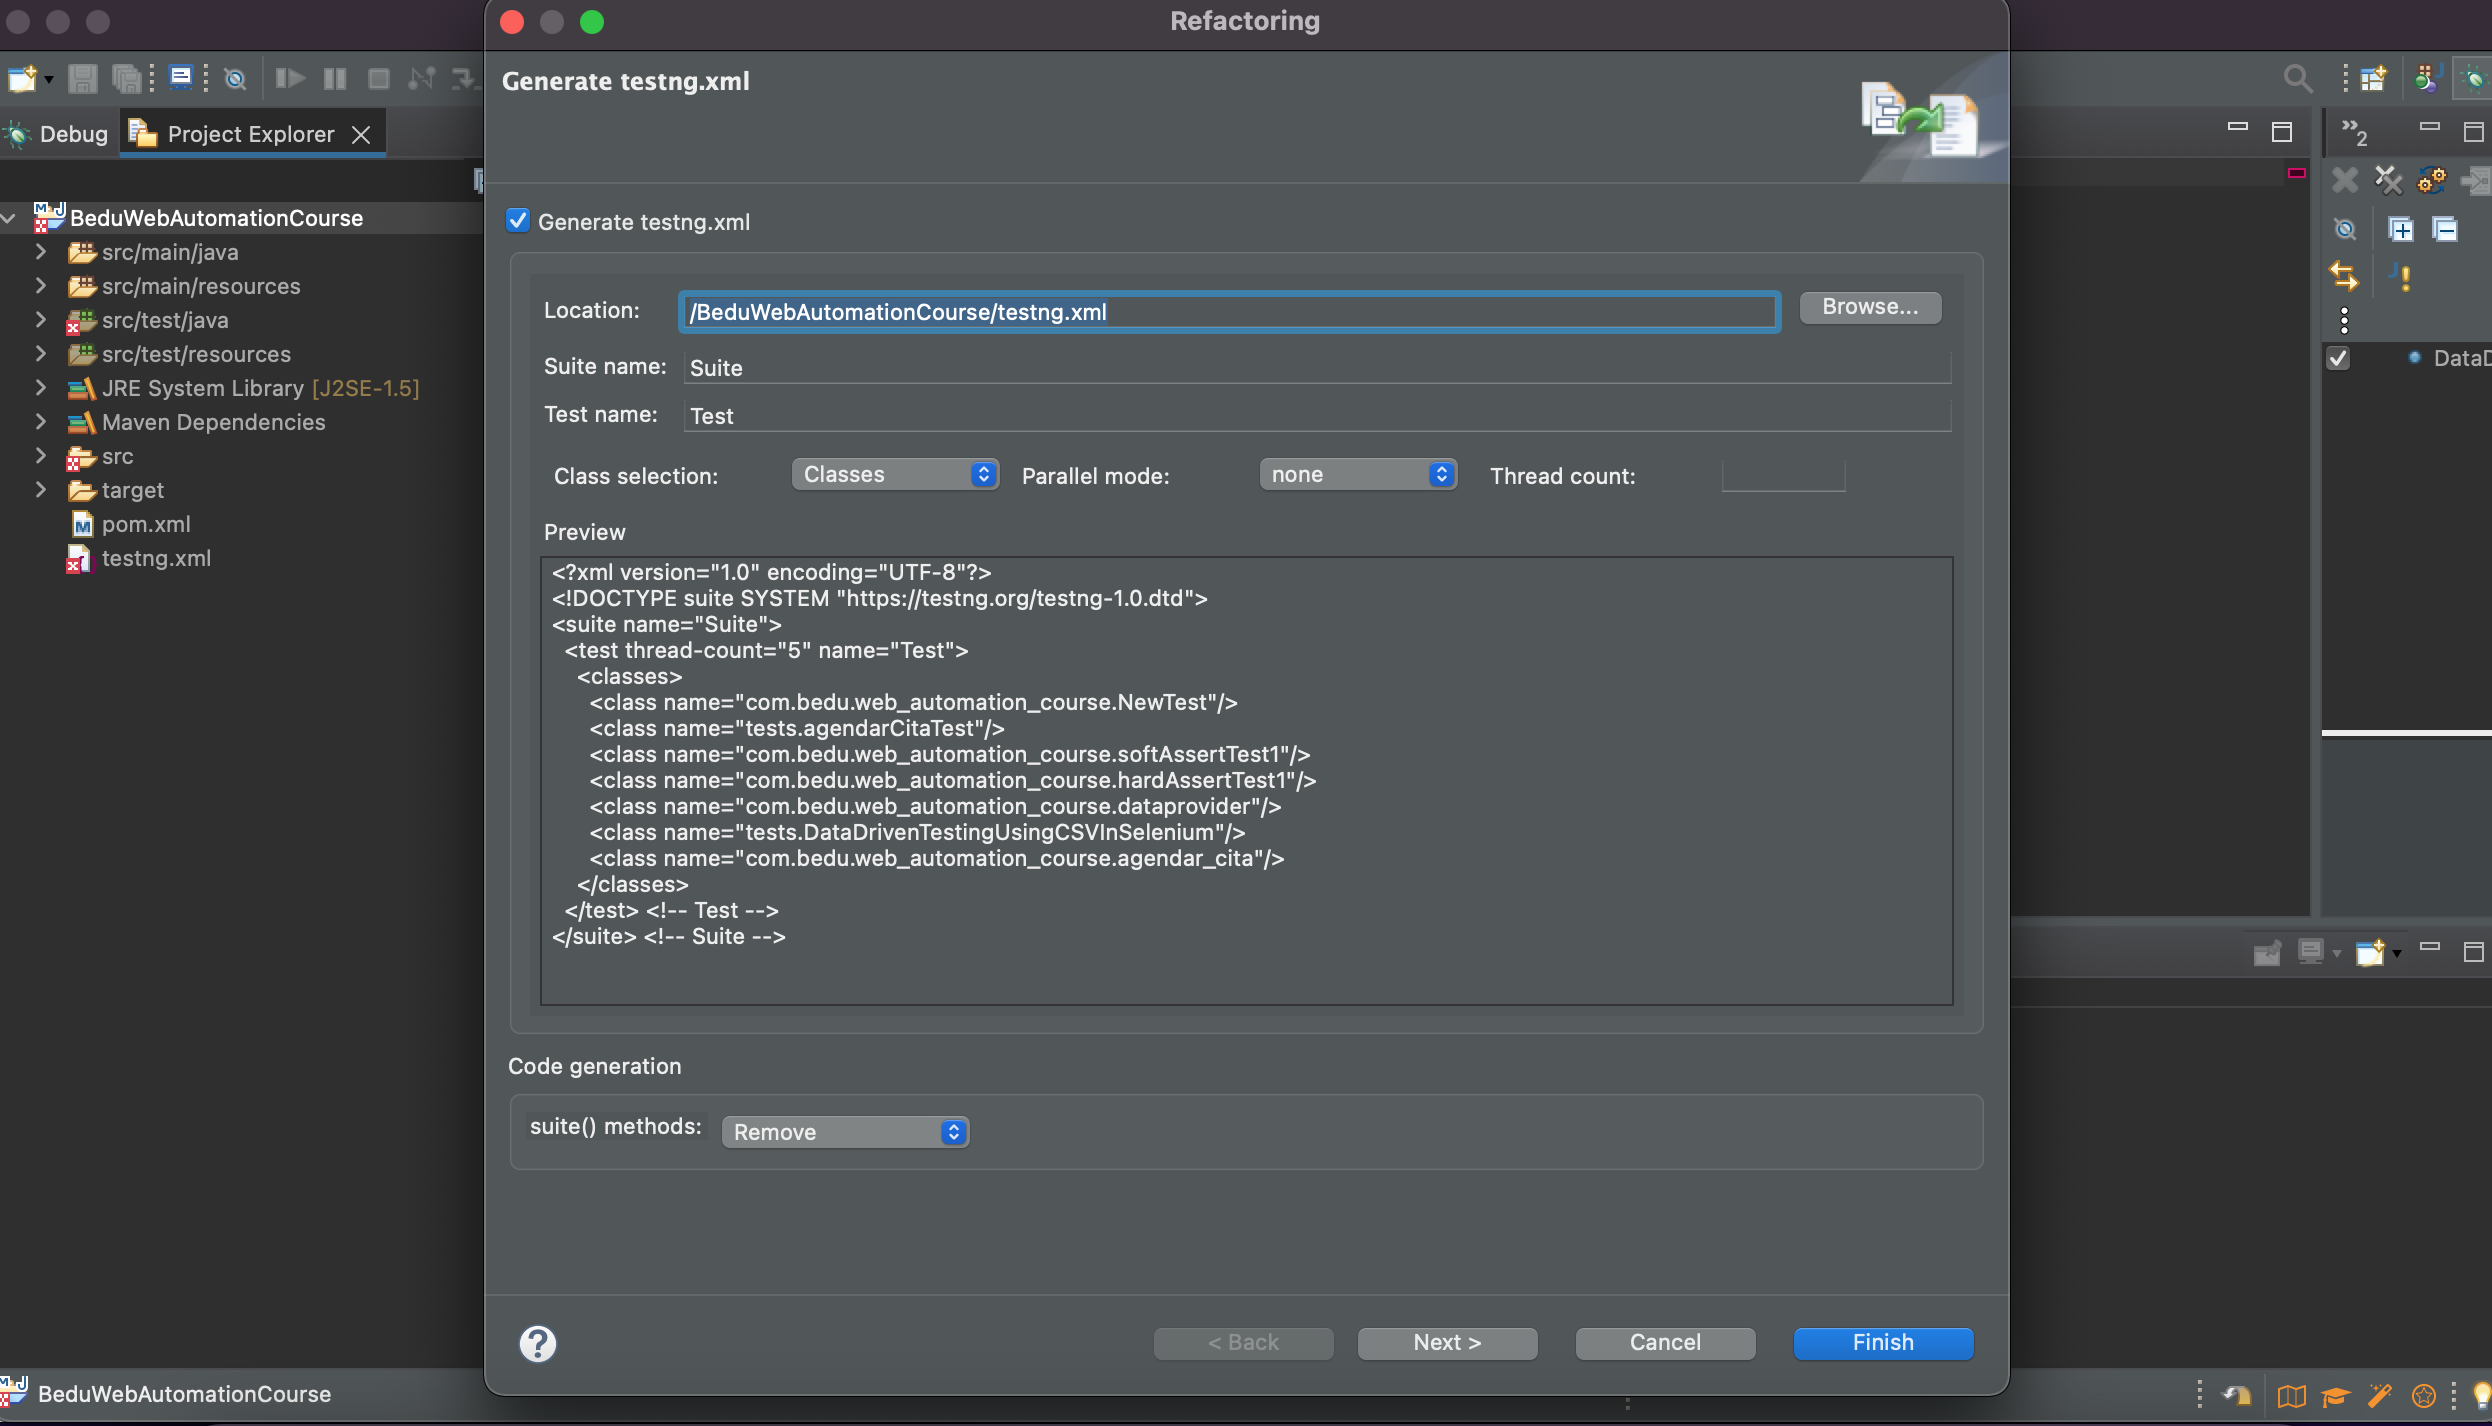 Refactoring
Generate testng.xml
Debug
Project Explorer
2
BeduWebAutomationCourse
src/main/java
src/main/resources
src/test/java
src/test/resources
JRE System Library [J2SE-1.5]
Maven Dependencies
src
target
pom.xml
testng.xml
Generate testng.xml
Location: /BeduWebAutomationCourse/testng.xml Browse...
Suite name: Suite
Test name: Test
Class selection: Classes Parallel mode: none Thread count:
Preview
<?xml version="1.0" encoding="UTF-8"?>
<!DOCTYPE suite SYSTEM "https://testng.org/testng-1.0.dtd">
<suite name="Suite">
<test thread-count="5" name="Test">
<classes>
<class name="com.bedu.web_automation_course.NewTest"/>
<class name="tests.agendarCitaTest"/>
<class name="com.bedu.web_automation_course.softAssertTest1"/>
<class name="com.bedu.web_automation_course.hardAssertTest1"/>
<class name="com.bedu.web_automation_course.dataprovider"/>
<class name="tests.DataDrivenTestingUsingCSVInSelenium"/>
<class name="com.bedu.web_automation_course.agendar_cita"/>
</classes>
</test> <!-- Test -->
</suite> <!-- Suite -->
Code generation
suite() methods: Remove
< Back Next > Cancel Finish
BeduWebAutomationCourse